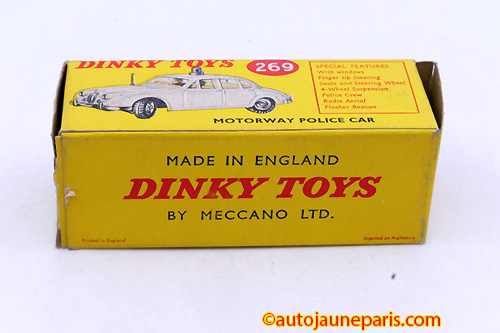 DINKY TOYS
269
SPECIAL FEATURES
With windows
Finger tip Steering
Seats and Steering Wheel
4-Wheel Suspension
Police Crew
Radio Aerial
Flasher Beacon
MOTORWAY POLICE CAR
MADE IN ENGLAND
DINKY TOYS
BY MECCANO LTD.
Printed in England
Imprimé en Angleterre
©autojauneparis.com